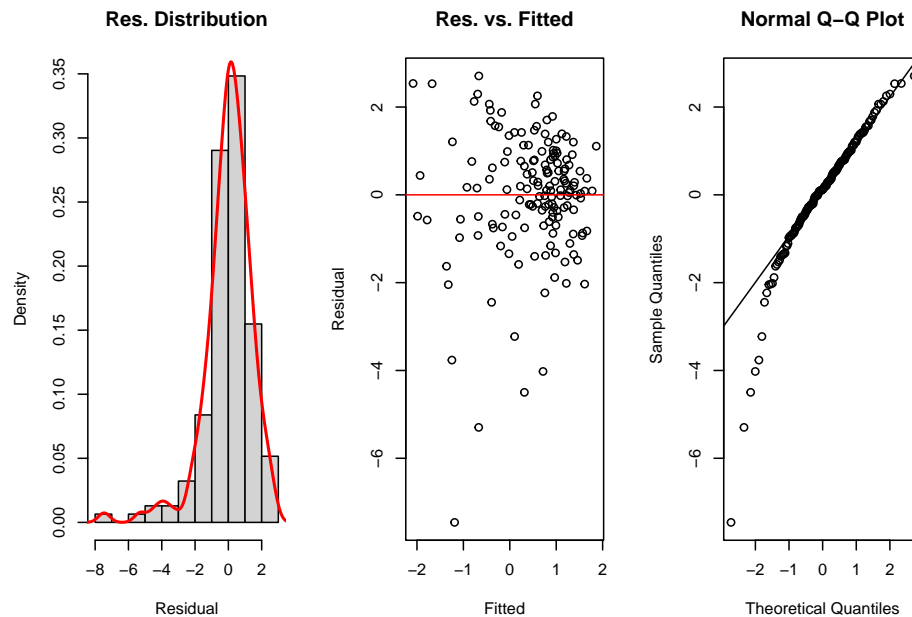 Res. Distribution
Density
0.00 0.05 0.10 0.15 0.20 0.25 0.30 0.35
−8 −6 −4 −2 0 2
Residual
Res. vs. Fitted
Residual
−6 −4 −2 0 2
−2 −1 0 1 2
Fitted
Normal Q−Q Plot
Sample Quantiles
−6 −4 −2 0 2
−2 −1 0 1 2
Theoretical Quantiles